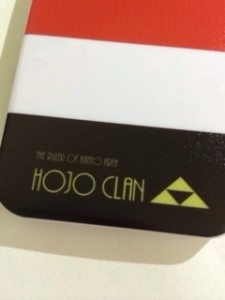 THE RULER OF KANTO AREA
HOJO CLAN